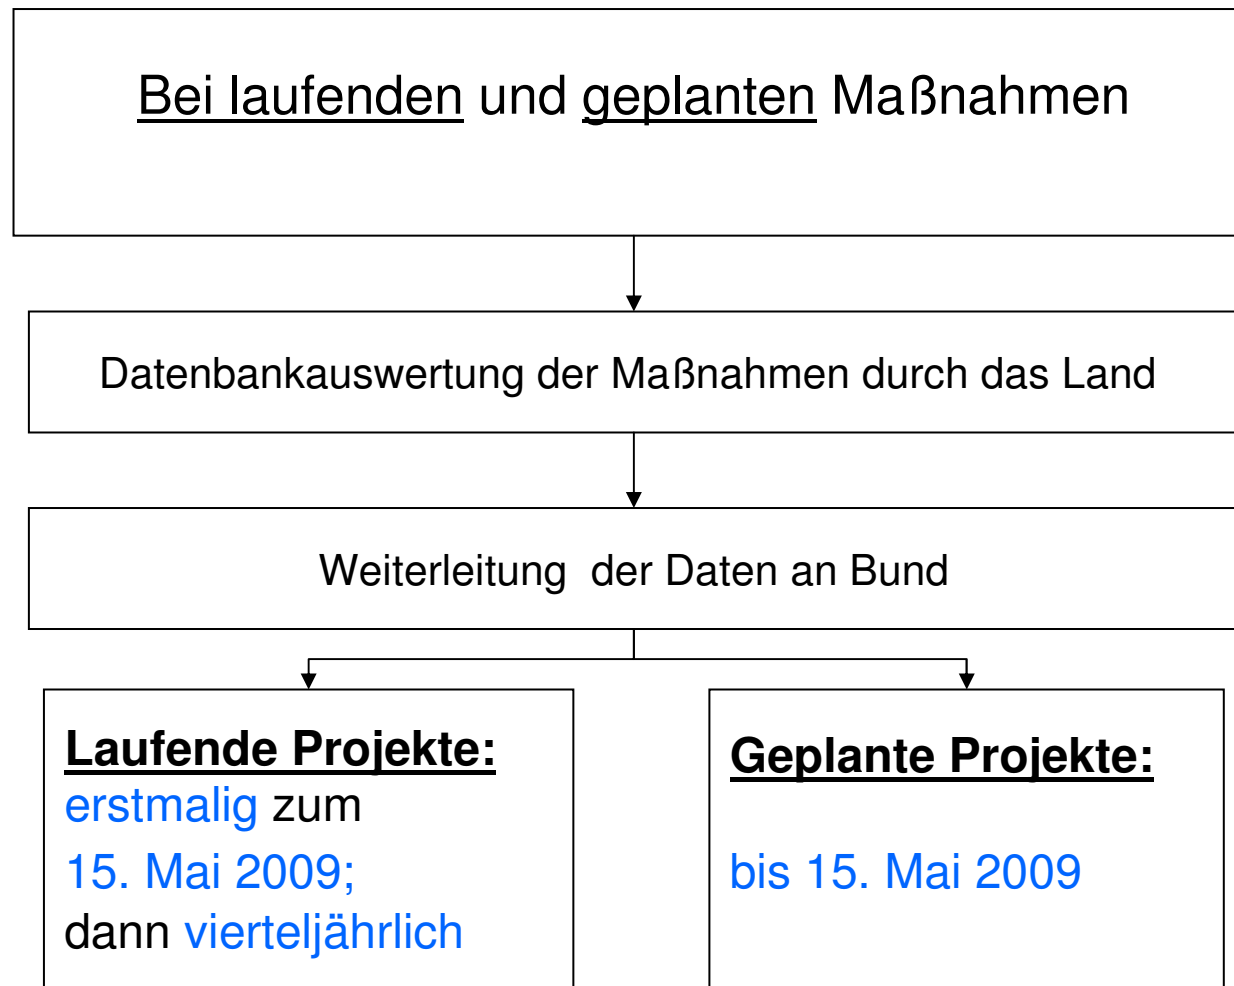 Bei laufenden und geplanten Maßnahmen
Datenbankauswertung der Maßnahmen durch das Land
Weiterleitung der Daten an Bund
Laufende Projekte:
erstmalig zum
15. Mai 2009;
dann vierteljährlich
Geplante Projekte:
bis 15. Mai 2009